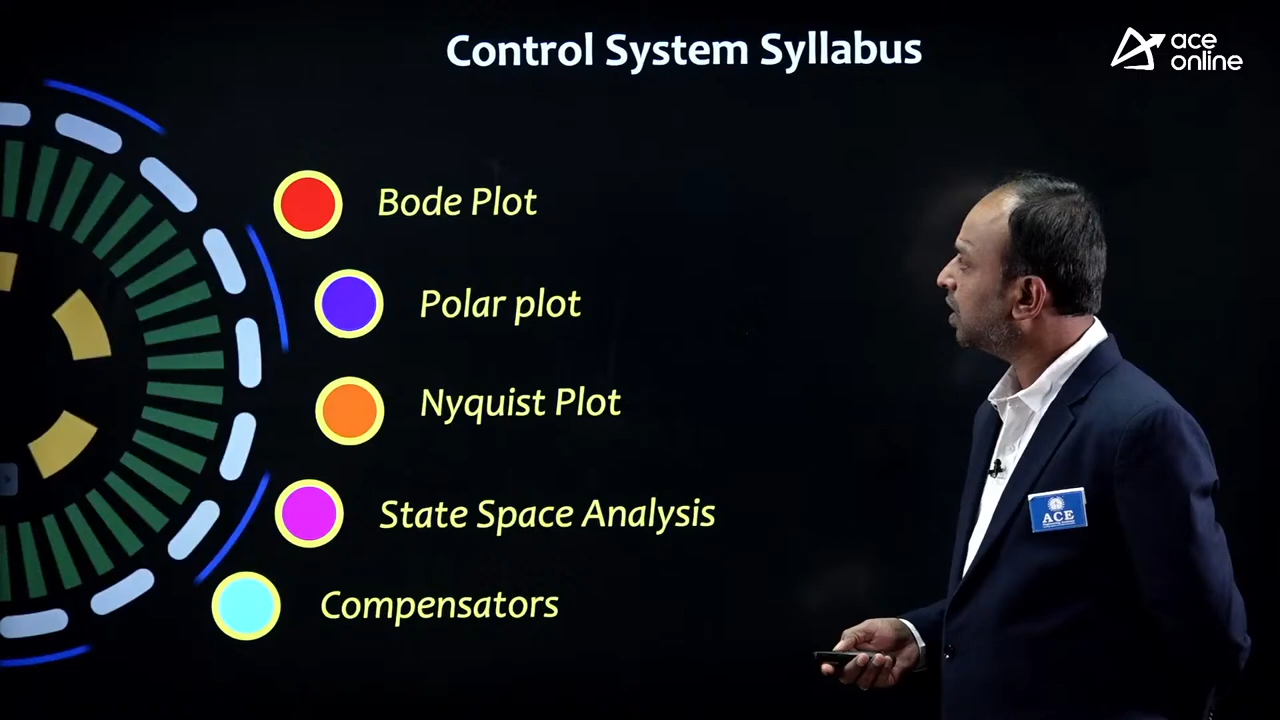 Control System Syllabus
ace
online
Bode Plot
Polar plot
Nyquist Plot
State Space Analysis
Compensators
ACE